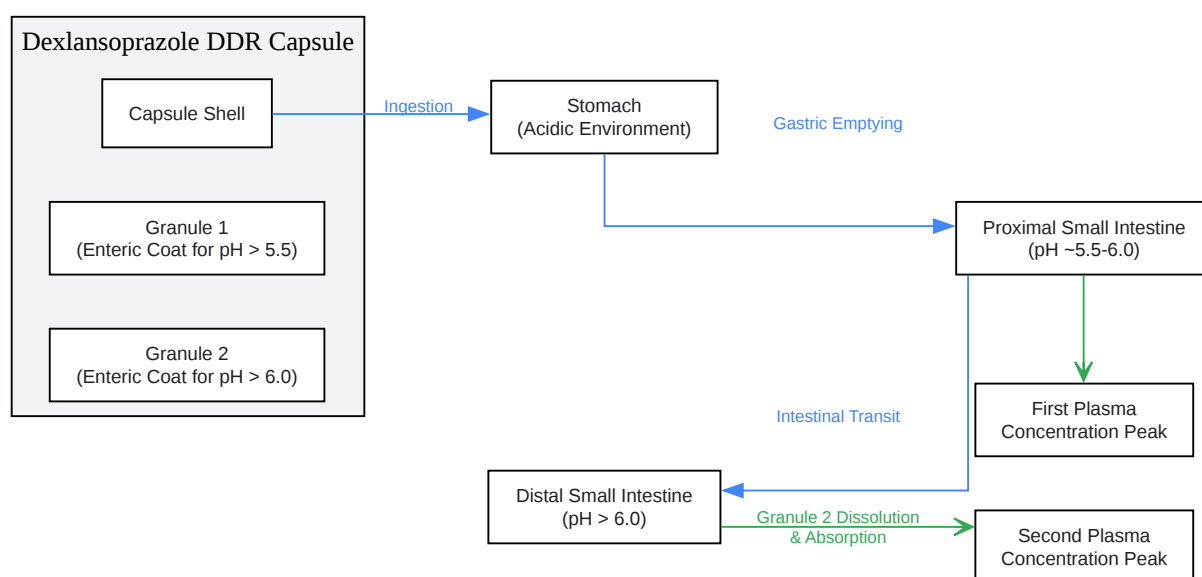 Dexlansoprazole DDR Capsule
Capsule Shell
Ingestion
Stomach
(Acidic Environment)
Gastric Emptying
Granule 1
(Enteric Coat for pH > 5.5)
Proximal Small Intestine
(pH ~5.5-6.0)
Granule 2
(Enteric Coat for pH > 6.0)
Intestinal Transit
First Plasma
Concentration Peak
Distal Small Intestine
(pH > 6.0)
Granule 2 Dissolution
& Absorption
Second Plasma
Concentration Peak